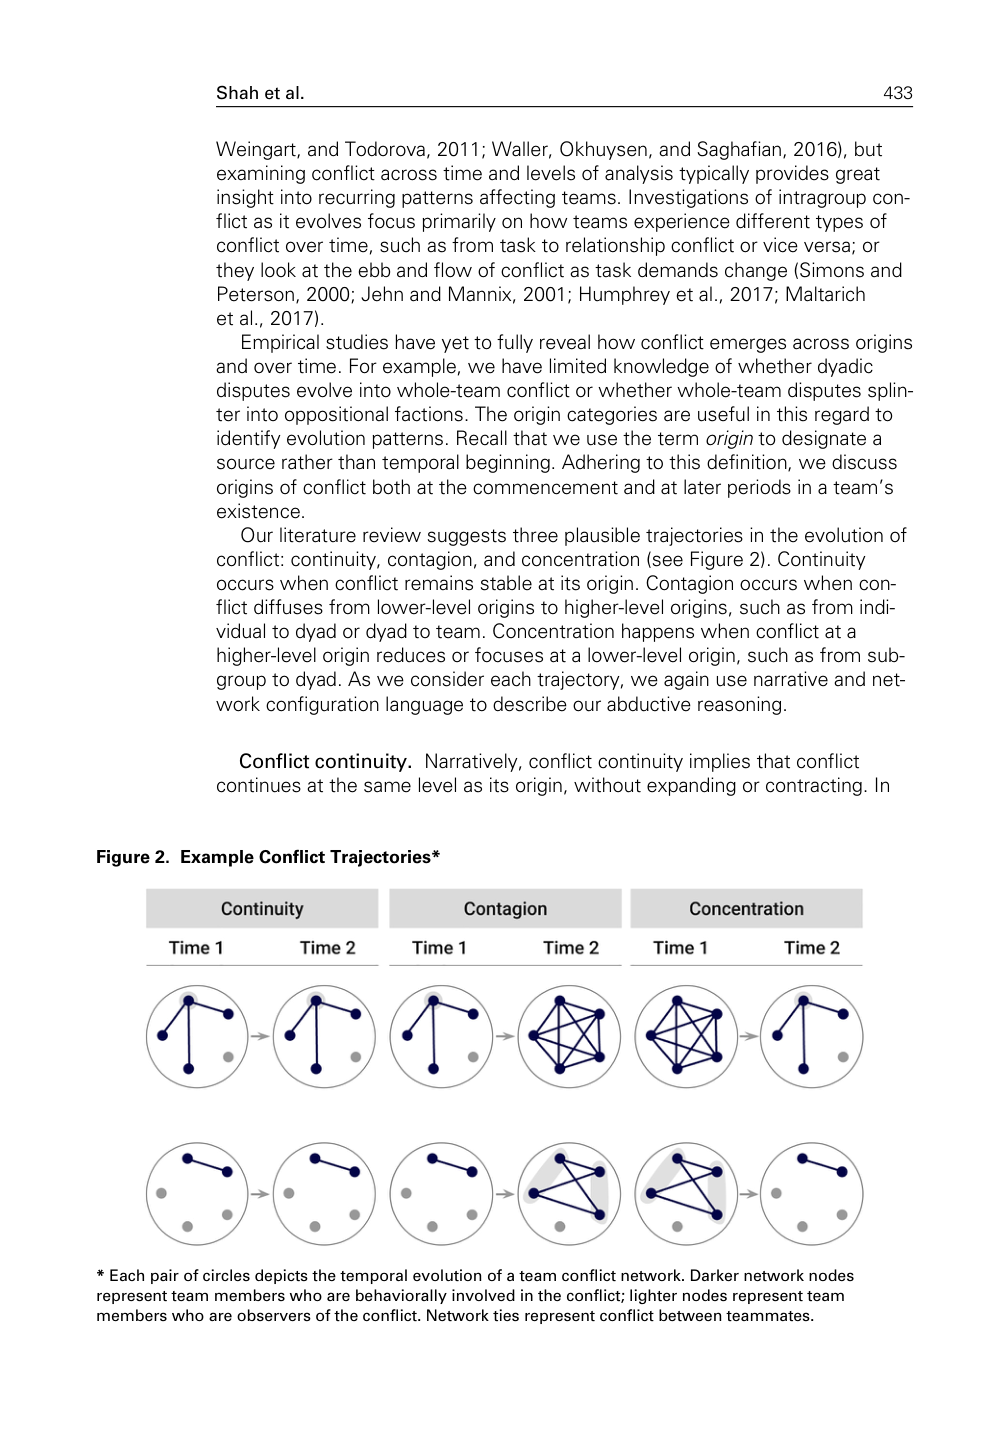 Shah et al. 433
Weingart, and Todorova, 2011; Waller, Okhuysen, and Saghafian, 2016), but
examining conflict across time and levels of analysis typically provides great
insight into recurring patterns affecting teams. Investigations of intragroup con-
flict as it evolves focus primarily on how teams experience different types of
conflict over time, such as from task to relationship conflict or vice versa; or
they look at the ebb and flow of conflict as task demands change (Simons and
Peterson, 2000; Jehn and Mannix, 2001; Humphrey et al., 2017; Maltarich
et al., 2017).
Empirical studies have yet to fully reveal how conflict emerges across origins
and over time. For example, we have limited knowledge of whether dyadic
disputes evolve into whole-team conflict or whether whole-team disputes splin-
ter into oppositional factions. The origin categories are useful in this regard to
identify evolution patterns. Recall that we use the term origin to designate a
source rather than temporal beginning. Adhering to this definition, we discuss
origins of conflict both at the commencement and at later periods in a team's
existence.
Our literature review suggests three plausible trajectories in the evolution of
conflict: continuity, contagion, and concentration (see Figure 2). Continuity
occurs when conflict remains stable at its origin. Contagion occurs when con-
flict diffuses from lower-level origins to higher-level origins, such as from indi-
vidual to dyad or dyad to team. Concentration happens when conflict at a
higher-level origin reduces or focuses at a lower-level origin, such as from sub-
group to dyad. As we consider each trajectory, we again use narrative and net-
work configuration language to describe our abductive reasoning.
Conflict continuity. Narratively, conflict continuity implies that conflict
continues at the same level as its origin, without expanding or contracting. In
Figure 2. Example Conflict Trajectories*
Continuity Contagion Concentration
Time 1 Time 2 Time 1 Time 2 Time 1 Time 2
* Each pair of circles depicts the temporal evolution of a team conflict network. Darker network nodes
represent team members who are behaviorally involved in the conflict; lighter nodes represent team
members who are observers of the conflict. Network ties represent conflict between teammates.